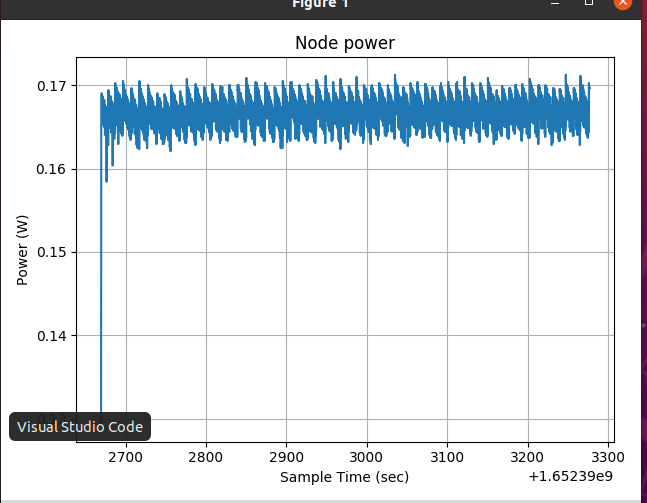 Figure 1
Node power
0.17
0.16
0.15
0.14
Power (W)
Visual Studio Code
2700 2800 2900 3000 3100 3200 3300
Sample Time (sec)
+1.65239e9